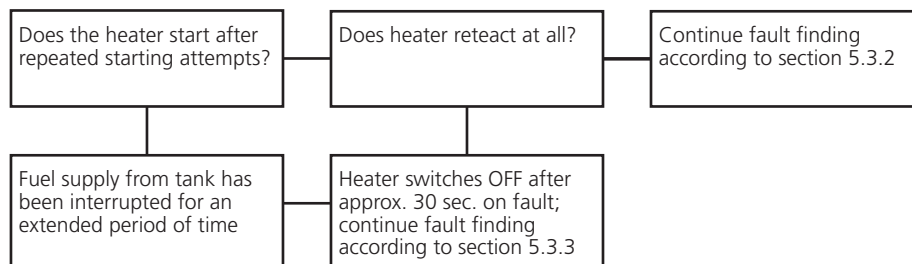 Does the heater start after
repeated starting attempts?
Does heater reteact at all?
Continue fault finding
according to section 5.3.2
Fuel supply from tank has
been interrupted for an
extended period of time
Heater switches OFF after
approx. 30 sec. on fault;
continue fault finding
according to section 5.3.3